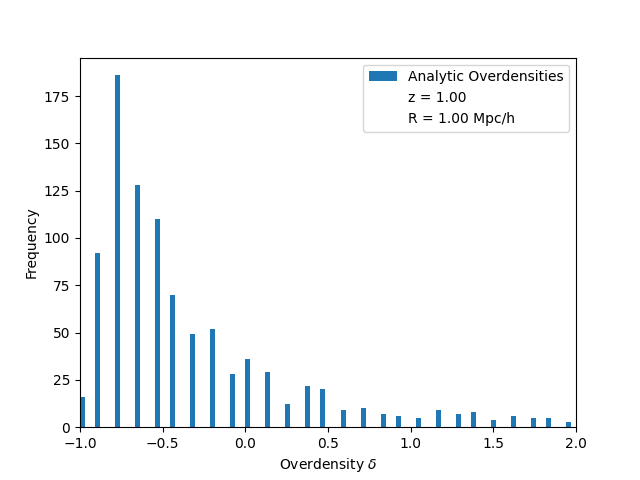 Analytic Overdensities
z = 1.00
R = 1.00 Mpc/h
Frequency
175
150
125
100
75
50
25
0
−1.0 −0.5 0.0 0.5 1.0 1.5 2.0
Overdensity δ